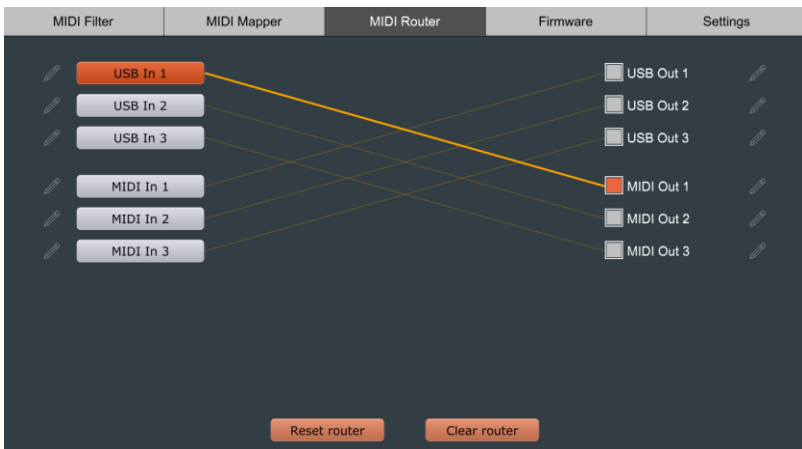 MIDI Filter MIDI Mapper MIDI Router Firmware Settings
USB In 1 USB Out 1
USB In 2 USB Out 2
USB In 3 USB Out 3
MIDI In 1 MIDI Out 1
MIDI In 2 MIDI Out 2
MIDI In 3 MIDI Out 3
Reset router Clear router